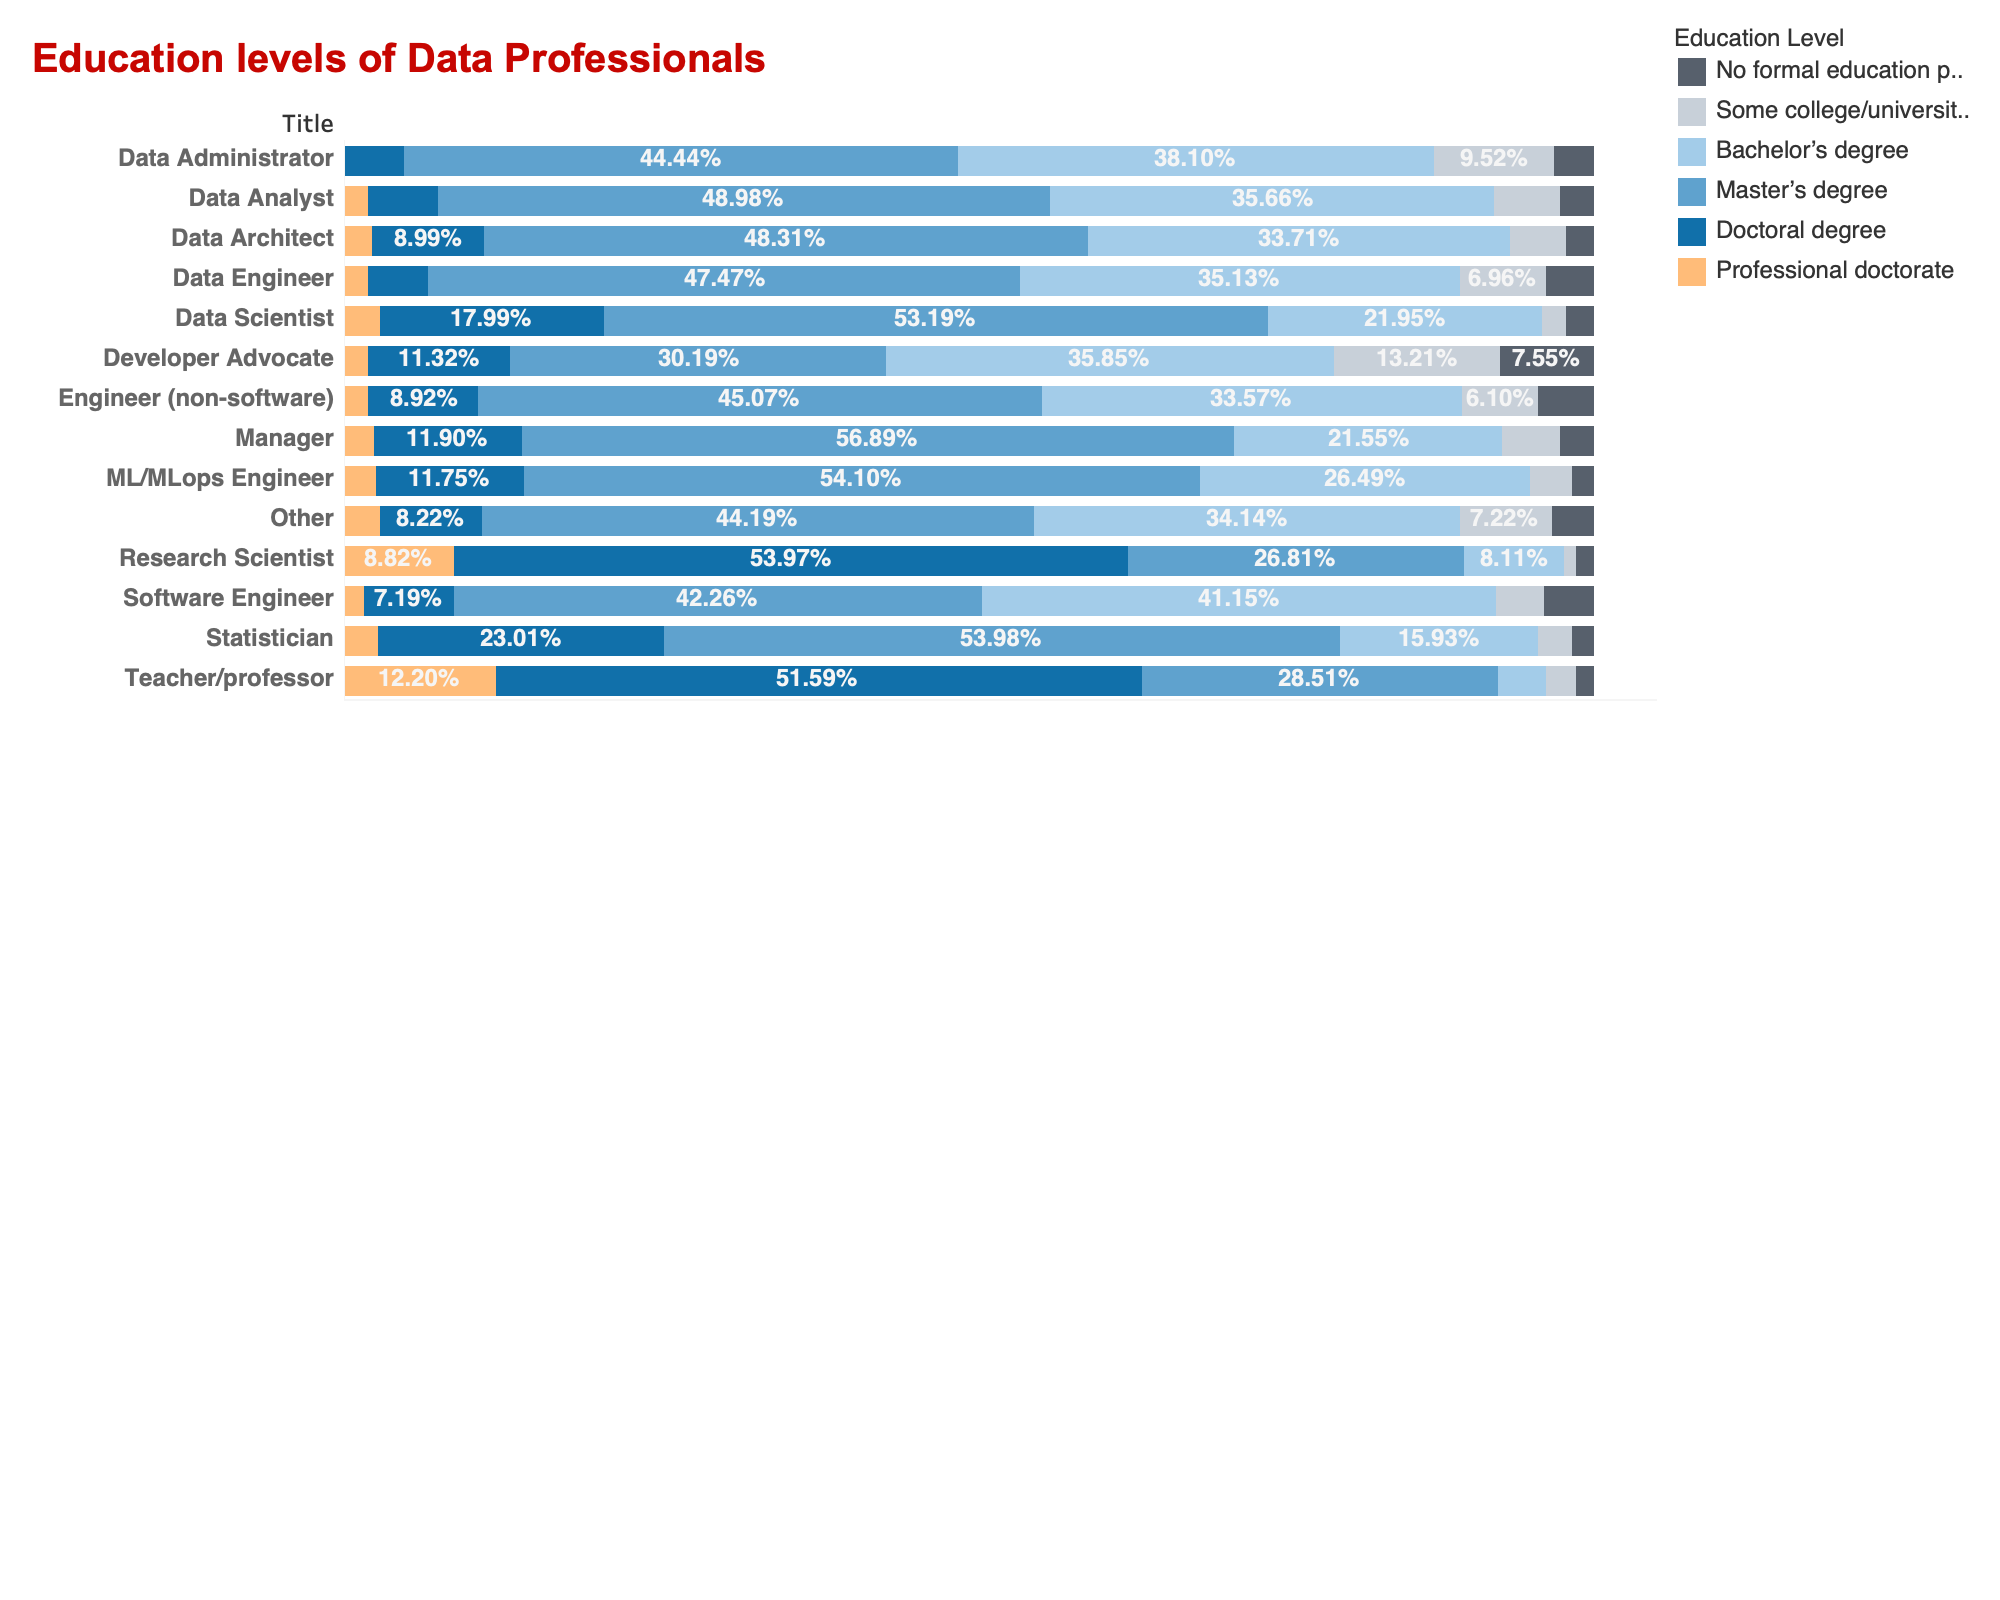 Education levels of Data Professionals
Title
Data Administrator 44.44% 38.10% 9.52%
Data Analyst 48.98% 35.66%
Data Architect 8.99% 48.31% 33.71%
Data Engineer 47.47% 35.13% 6.96%
Data Scientist 17.99% 53.19% 21.95%
Developer Advocate 11.32% 30.19% 35.85% 13.21% 7.55%
Engineer (non-software) 8.92% 45.07% 33.57% 6.10%
Manager 11.90% 56.89% 21.55%
ML/MLops Engineer 11.75% 54.10% 26.49%
Other 8.22% 44.19% 34.14% 7.22%
Research Scientist 8.82% 53.97% 26.81% 8.11%
Software Engineer 7.19% 42.26% 41.15%
Statistician 23.01% 53.98% 15.93%
Teacher/professor 12.20% 51.59% 28.51%
Education Level
No formal education p..
Some college/universit..
Bachelor’s degree
Master’s degree
Doctoral degree
Professional doctorate